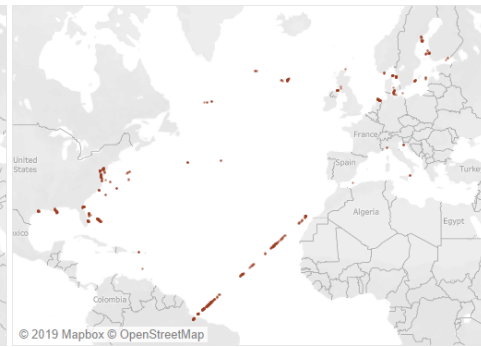 United
States
France
Spain
Turke
Algeria
xico
Egypt
Colombia
© 2019 Mapbox © OpenStreetMap